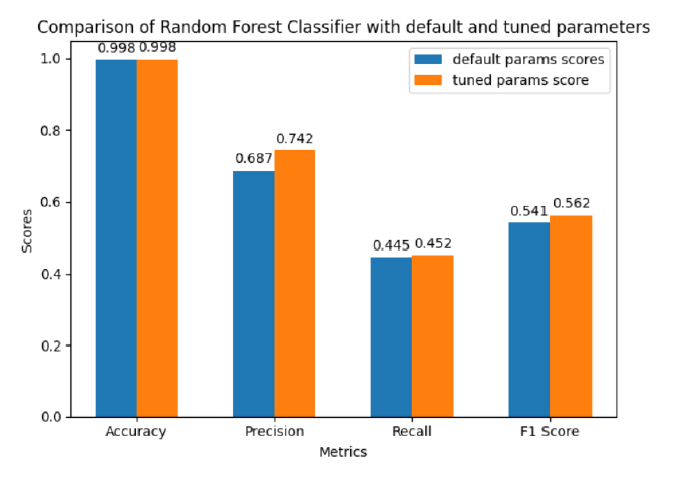 Comparison of Random Forest Classifier with default and tuned parameters
default params scores
tuned params score
0.998 0.998
0.687 0.742
0.445 0.452
0.541 0.562
Scores
1.0
0.8
0.6
0.4
0.2
0.0
Accuracy Precision Recall F1 Score
Metrics